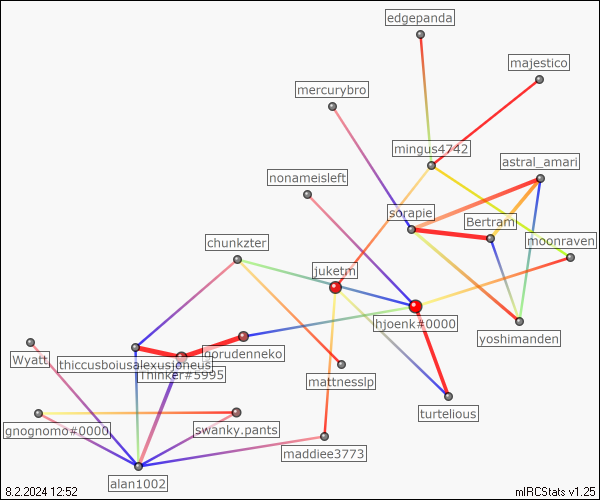 edgepanda
majestico
mercurybro
mingus4742
astral_amari
nonameisleft
sorapie
Bertram
moonraven
chunkzter
juketm
hjoenk#0000
yoshimanden
oorudenneko
Wyatt
thiccusboiusalexusjoneus
Thinker#5995
mattnesslp
turtelious
gnognomo#0000
swanky.pants
maddiee3773
alan1002
8.2.2024 12:52
mIRCStats v1.25